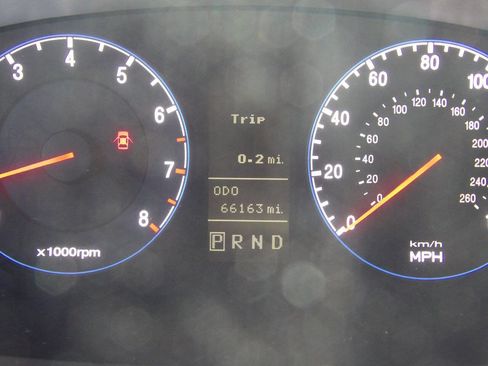 3 4 5 6 7 8
x1000rpm
Trip
0.2 mi.
ODO
66163 mi.
P R N D
0 20 40 60 80 100
0 20 40 60 80 100 120 140 160 180 200 220 240 260
km/h
MPH